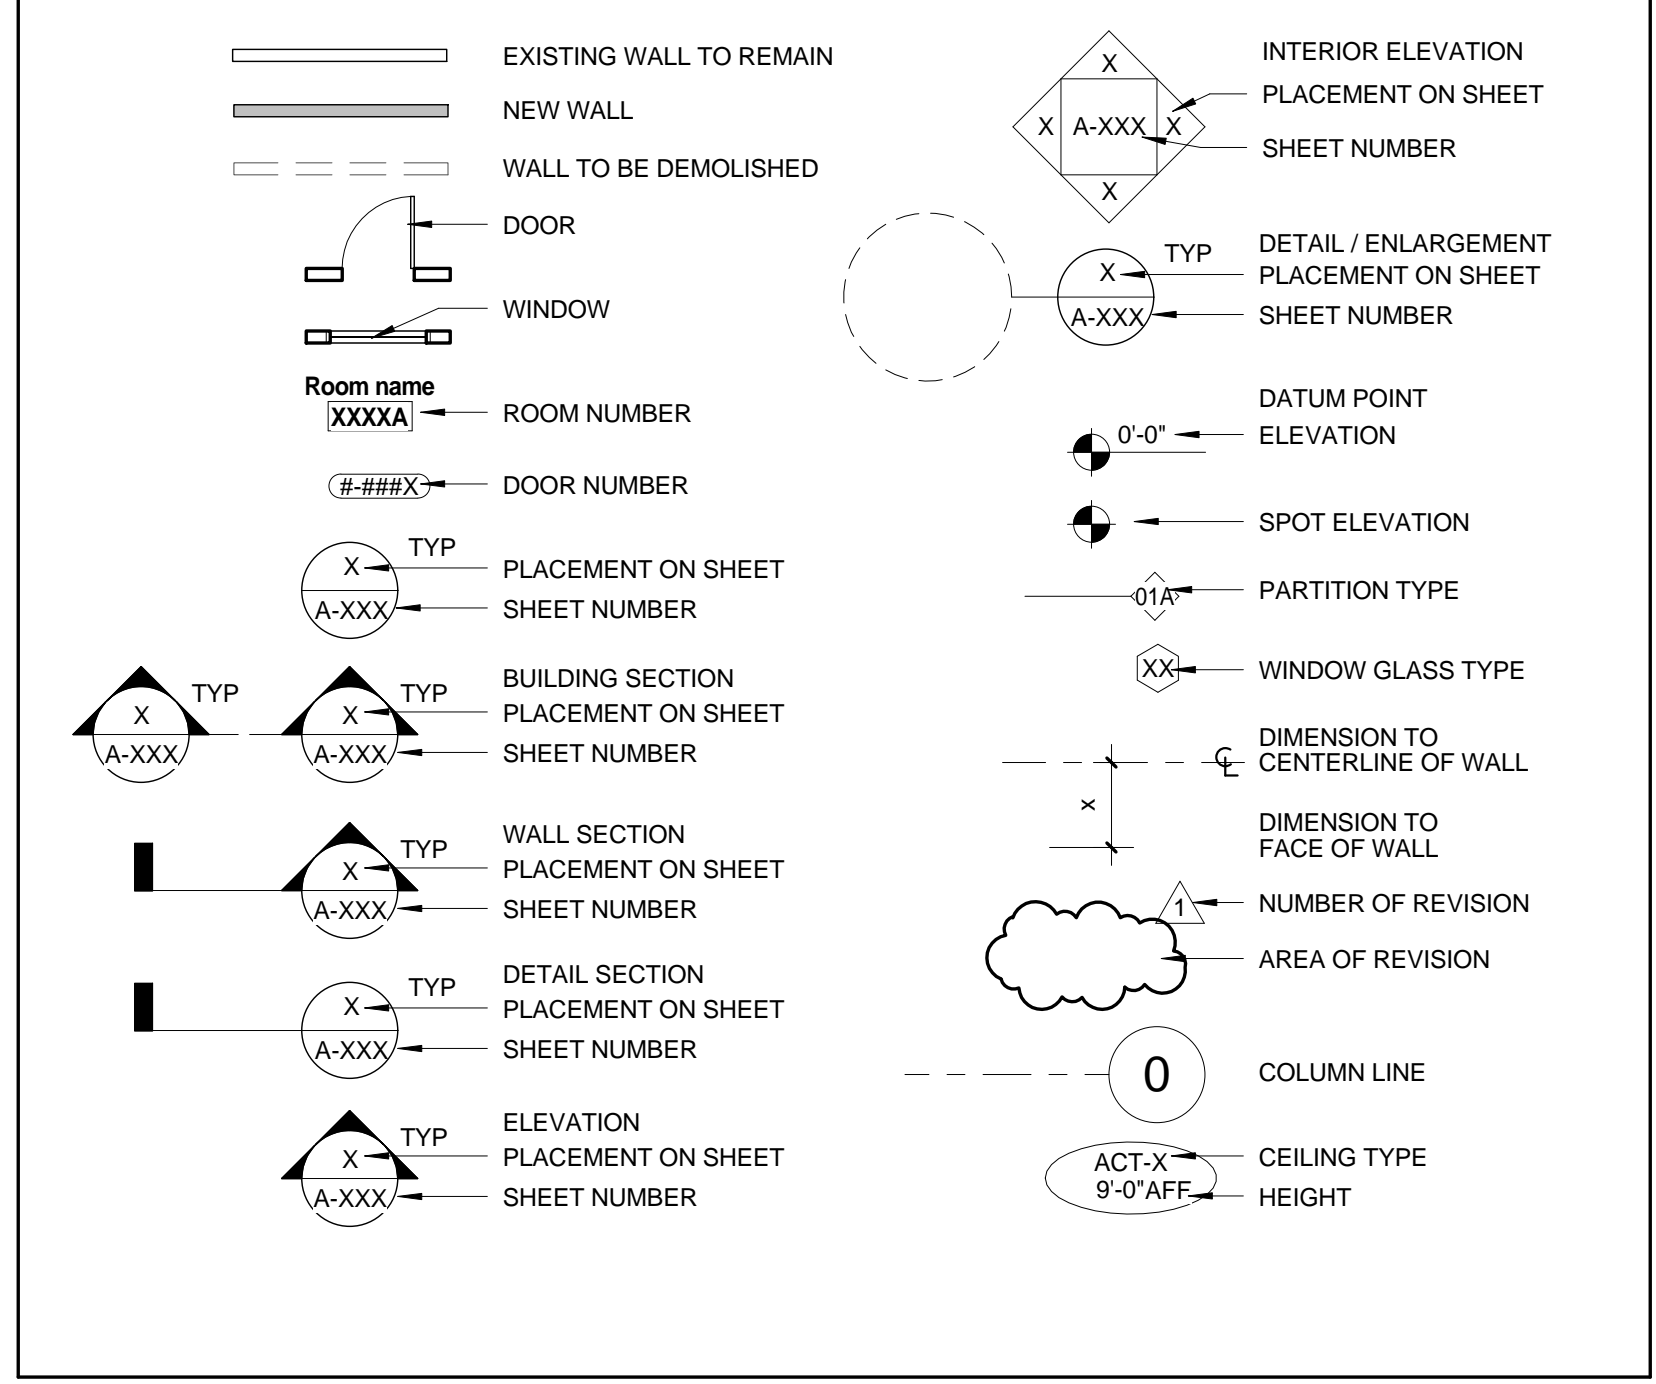 EXISTING WALL TO REMAIN
NEW WALL
WALL TO BE DEMOLISHED
DOOR
WINDOW
Room name
XXXXA
ROOM NUMBER
#-###X
DOOR NUMBER
TYP
X
PLACEMENT ON SHEET
A-XXX
SHEET NUMBER
BUILDING SECTION
TYP
TYP
X
X
PLACEMENT ON SHEET
A-XXX
A-XXX
SHEET NUMBER
WALL SECTION
TYP
X
PLACEMENT ON SHEET
A-XXX
SHEET NUMBER
DETAIL SECTION
TYP
X
PLACEMENT ON SHEET
A-XXX
SHEET NUMBER
ELEVATION
TYP
X
PLACEMENT ON SHEET
A-XXX
SHEET NUMBER
INTERIOR ELEVATION
X
PLACEMENT ON SHEET
X A-XXX X
SHEET NUMBER
X
DETAIL / ENLARGEMENT
TYP
X
PLACEMENT ON SHEET
A-XXX
SHEET NUMBER
DATUM POINT
0'-0"
ELEVATION
SPOT ELEVATION
01A
PARTITION TYPE
XX
WINDOW GLASS TYPE
DIMENSION TO
CENTERLINE OF WALL
℄
x
DIMENSION TO
FACE OF WALL
1
NUMBER OF REVISION
AREA OF REVISION
0
COLUMN LINE
ACT-X
CEILING TYPE
9'-0"AFF
HEIGHT